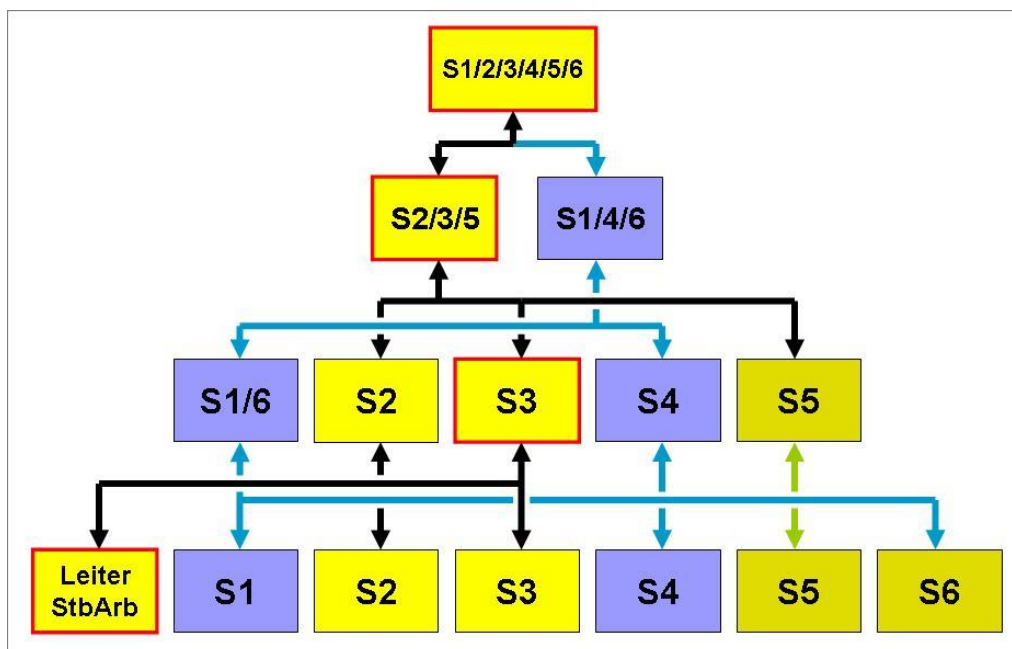 S1/2/3/4/5/6
S2/3/5
S1/4/6
S1/6
S2
S3
S4
S5
Leiter
StbArb
S1
S2
S3
S4
S5
S6